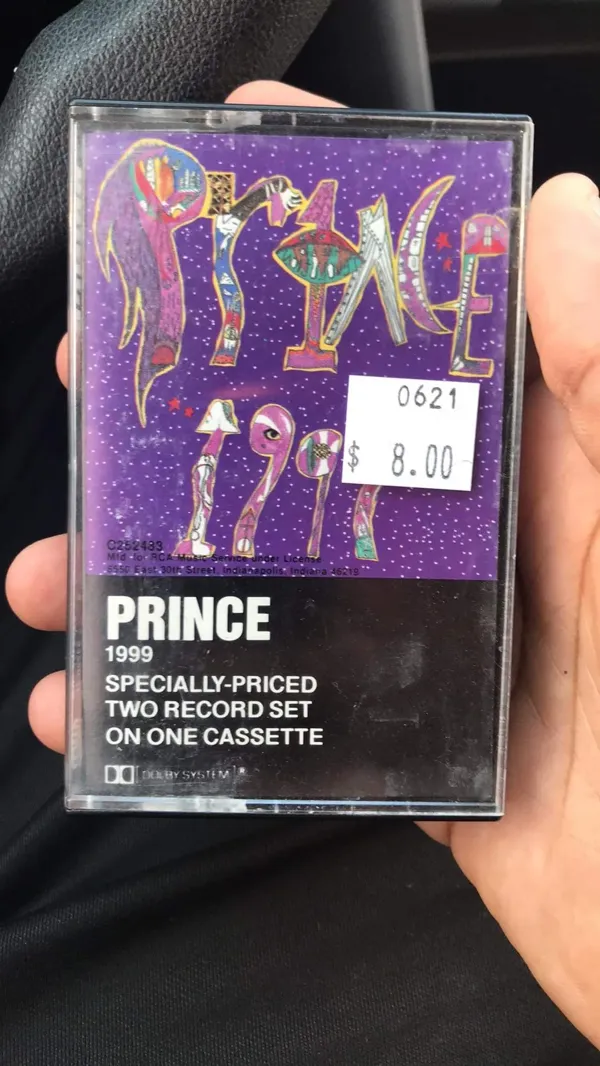 PRINCE
1999
0621
$ 8.00
C252483
Mfd. for RCA Music Service under License
6550 East 30th Street, Indianapolis, Indiana 46219
PRINCE
1999
SPECIALLY-PRICED
TWO RECORD SET
ON ONE CASSETTE
DOLBY SYSTEM